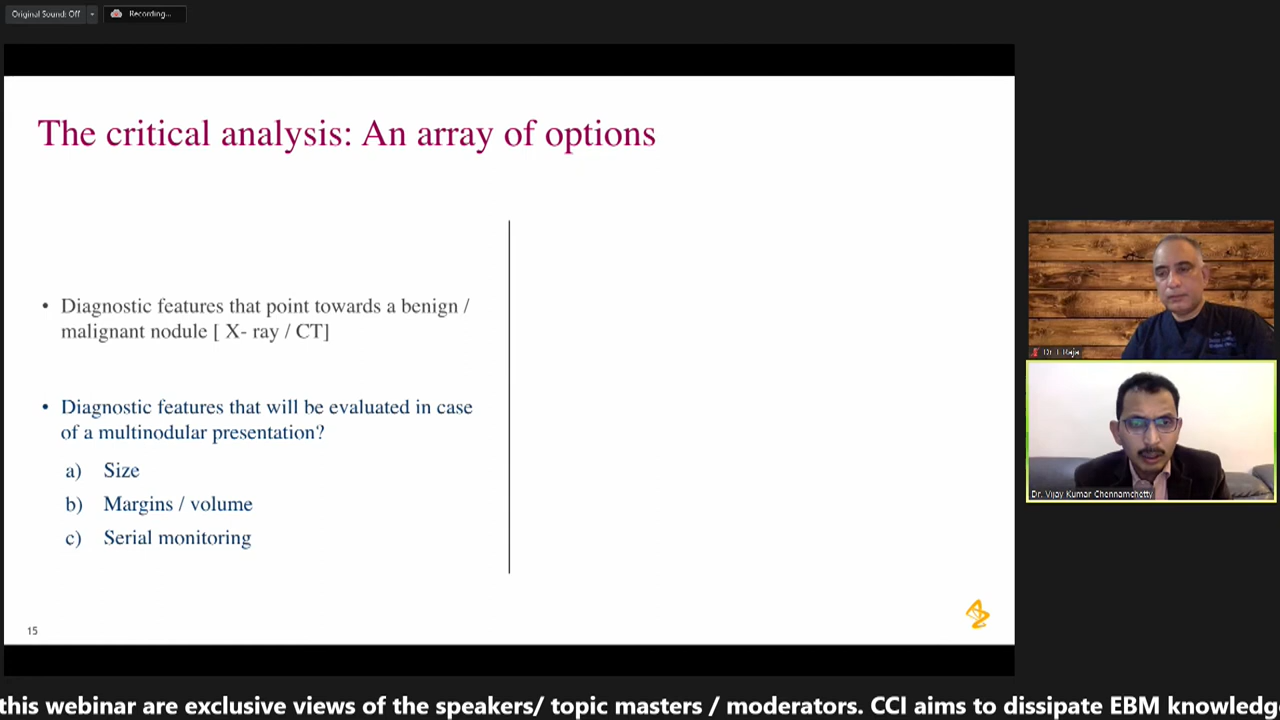 Original Sound: Off
Recording...
The critical analysis: An array of options
• Diagnostic features that point towards a benign /
malignant nodule [ X- ray / CT]
• Diagnostic features that will be evaluated in case
of a multinodular presentation?
a) Size
b) Margins / volume
c) Serial monitoring
15
Dr. T. Raja
Dr. Vijay Kumar Chennamchetty
this webinar are exclusive views of the speakers/ topic masters / moderators. CCI aims to dissipate EBM knowledg